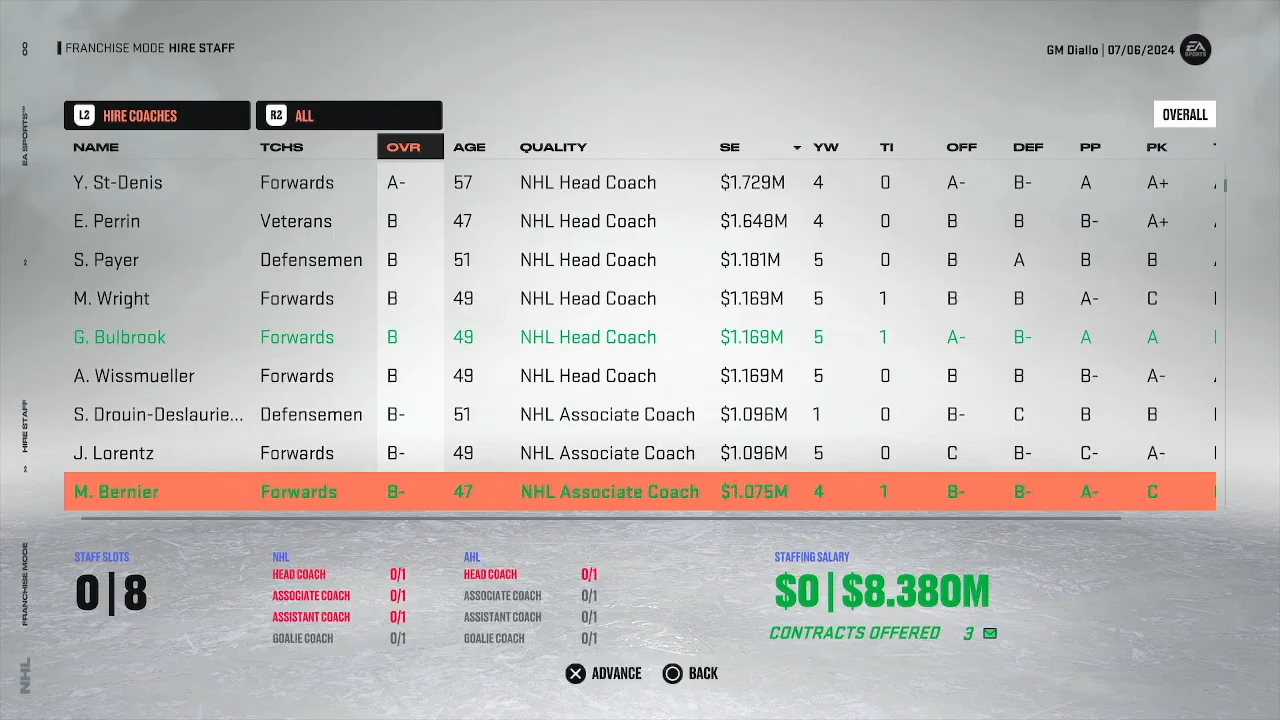 FRANCHISE MODE HIRE STAFF
GM Diallo | 07/06/2024
EA SPORTS
EA SPORTS™
HIRE STAFF
FRANCHISE MODE
NHL
L2 HIRE COACHES R2 ALL
OVERALL
NAME TCHS OVR AGE QUALITY SE YW TI OFF DEF PP PK
Y. St-Denis Forwards A- 57 NHL Head Coach $1.729M 4 0 A- B- A A+
E. Perrin Veterans B 47 NHL Head Coach $1.648M 4 0 B B B- A+
S. Payer Defensemen B 51 NHL Head Coach $1.181M 5 0 B A B B
M. Wright Forwards B 49 NHL Head Coach $1.169M 5 1 B B A- C
G. Bulbrook Forwards B 49 NHL Head Coach $1.169M 5 1 A- B- A A
A. Wissmueller Forwards B 49 NHL Head Coach $1.169M 5 0 B B B- A-
S. Drouin-Deslaurie... Defensemen B- 51 NHL Associate Coach $1.096M 1 0 B- C B B
J. Lorentz Forwards B- 49 NHL Associate Coach $1.096M 5 0 C B- C- A-
M. Bernier Forwards B- 47 NHL Associate Coach $1.075M 4 1 B- B- A- C
STAFF SLOTS
0|8
NHL
HEAD COACH 0/1
ASSOCIATE COACH 0/1
ASSISTANT COACH 0/1
GOALIE COACH 0/1
AHL
HEAD COACH 0/1
ASSOCIATE COACH 0/1
ASSISTANT COACH 0/1
GOALIE COACH 0/1
STAFFING SALARY
$0|$8.380M
CONTRACTS OFFERED 3
ADVANCE BACK